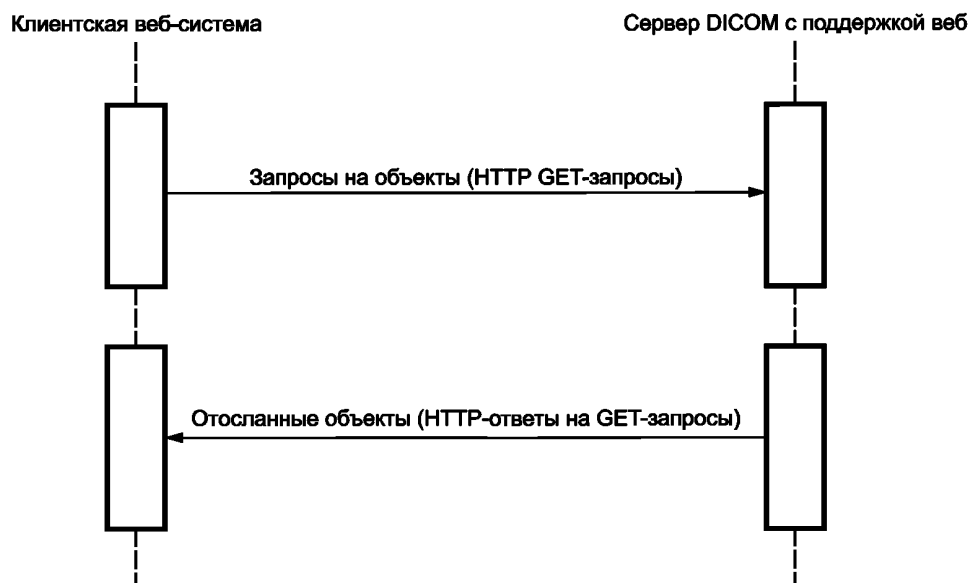 Клиентская веб-система
Сервер DICOM с поддержкой веб
Запросы на объекты (HTTP GET-запросы)
Отосланные объекты (HTTP-ответы на GET-запросы)